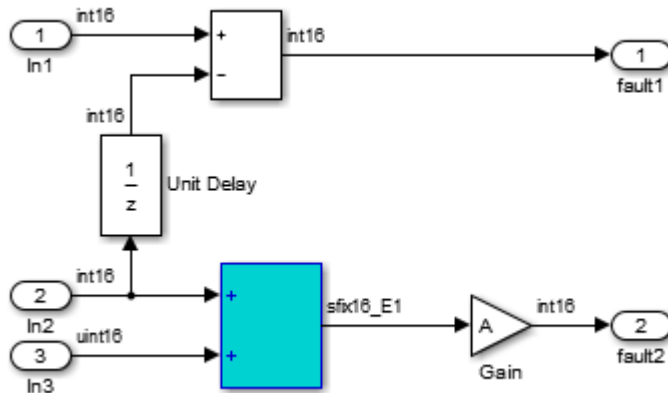 int16
1
In1
+
−
int16
1
fault1
int16
1
z
Unit Delay
int16
2
In2
uint16
3
In3
+
+
sfix16_E1
A
Gain
int16
2
fault2